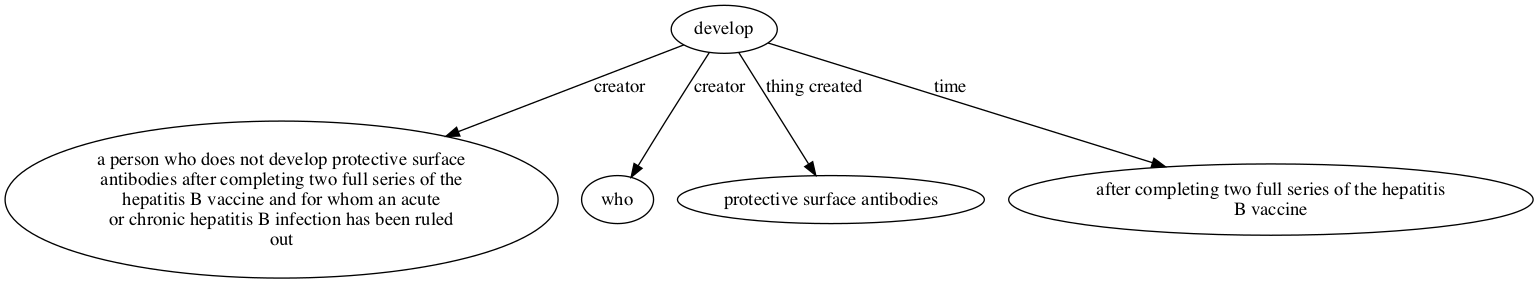 develop
creator
creator
thing created
time
a person who does not develop protective surface
antibodies after completing two full series of the
hepatitis B vaccine and for whom an acute
or chronic hepatitis B infection has been ruled
out
who
protective surface antibodies
after completing two full series of the hepatitis
B vaccine